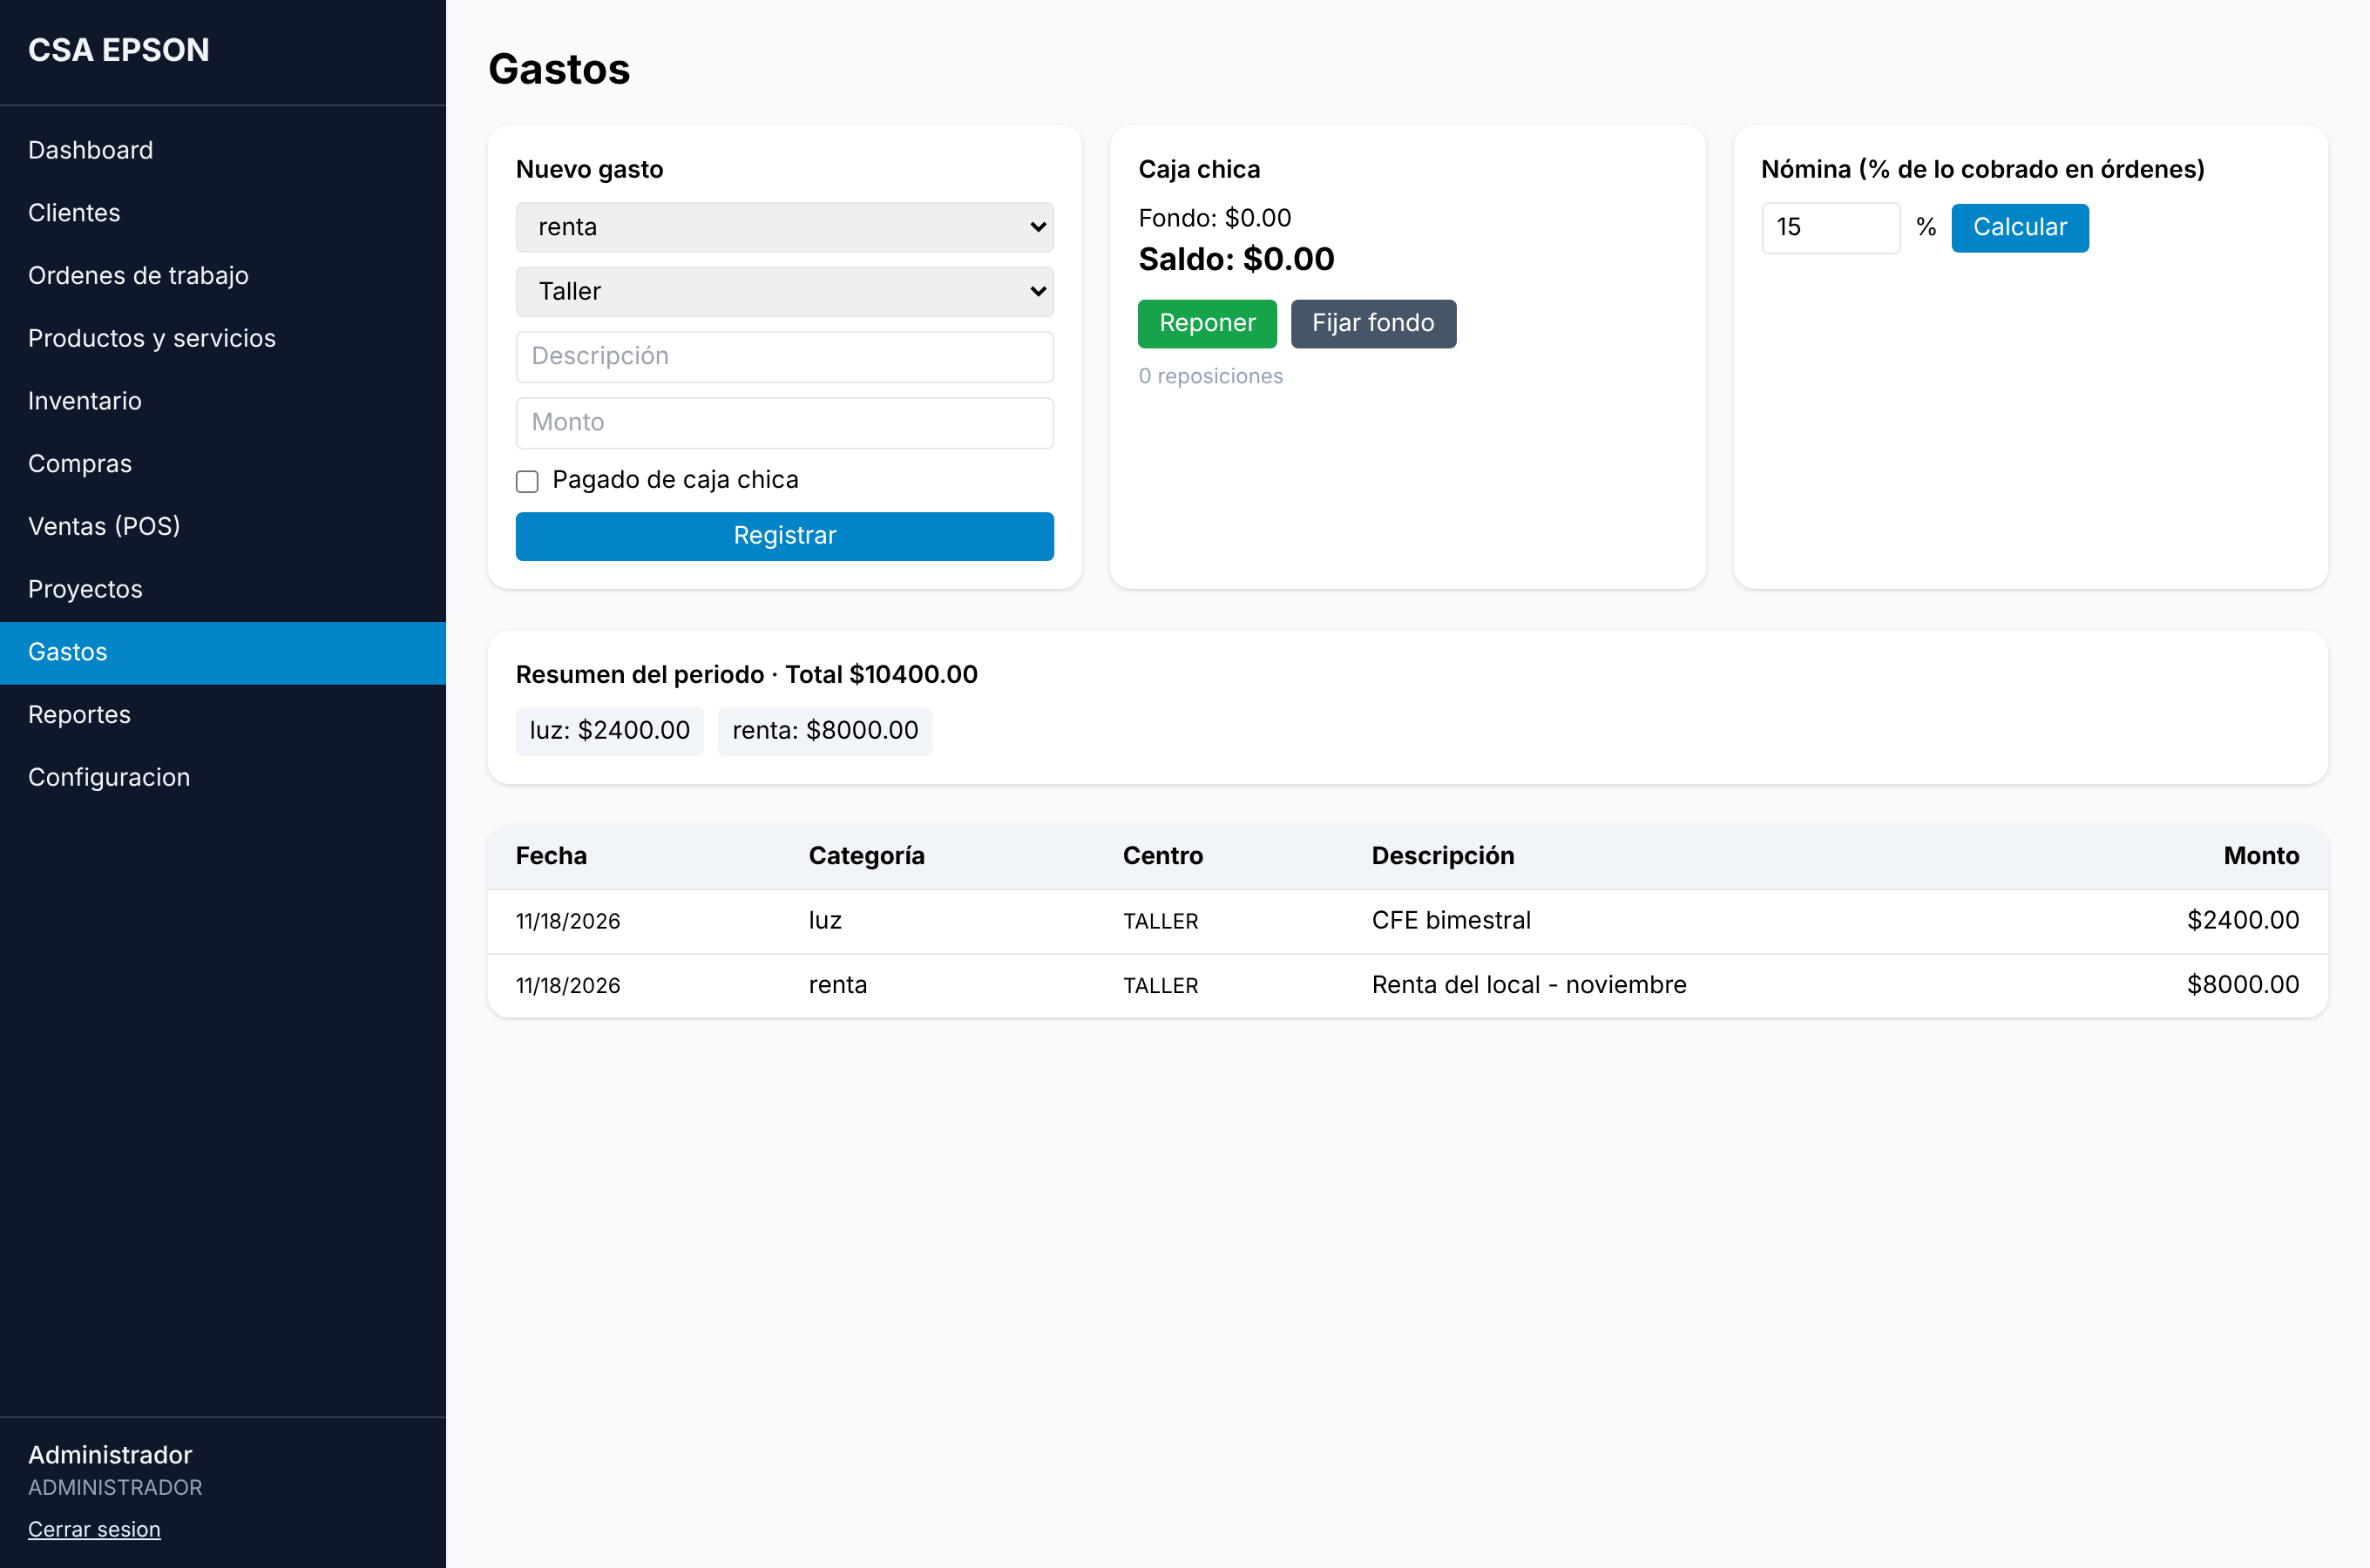 CSA EPSON
Dashboard
Clientes
Ordenes de trabajo
Productos y servicios
Inventario
Compras
Ventas (POS)
Proyectos
Gastos
Reportes
Configuracion
Administrador
ADMINISTRADOR
Cerrar sesion
Gastos
Nuevo gasto
renta
Taller
Descripción
Monto
Pagado de caja chica
Registrar
Caja chica
Fondo: $0.00
Saldo: $0.00
Reponer Fijar fondo
0 reposiciones
Nómina (% de lo cobrado en órdenes)
15 % Calcular
Resumen del periodo · Total $10400.00
luz: $2400.00 renta: $8000.00
Fecha Categoría Centro Descripción Monto
11/18/2026 luz TALLER CFE bimestral $2400.00
11/18/2026 renta TALLER Renta del local - noviembre $8000.00